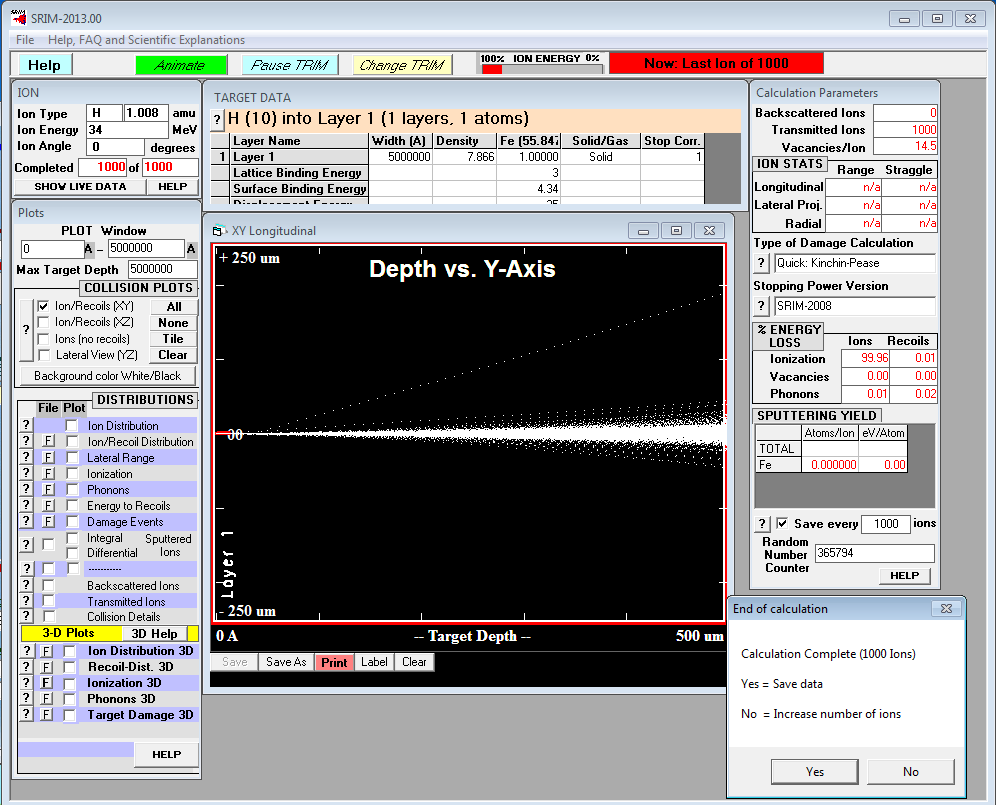 SRIM-2013.00
File Help, FAQ and Scientific Explanations
Help Animate Pause TRIM Change TRIM 100% ION ENERGY 0% Now: Last Ion of 1000
ION
Ion Type H 1.008 amu
Ion Energy 34 MeV
Ion Angle 0 degrees
Completed 1000 of 1000
SHOW LIVE DATA HELP
TARGET DATA
? H (10) into Layer 1 (1 layers, 1 atoms)
Layer Name Width (A) Density Fe (55.847 Solid/Gas Stop Corr.
1 Layer 1 5000000 7.866 1.00000 Solid 1
Lattice Binding Energy 3
Surface Binding Energy 4.34
Displacement Energy 25
Calculation Parameters
Backscattered Ions 0
Transmitted Ions 1000
Vacancies/Ion 14.5
ION STATS Range Straggle
Longitudinal n/a n/a
Lateral Proj. n/a n/a
Radial n/a n/a
Type of Damage Calculation
? Quick: Kinchin-Pease
Stopping Power Version
? SRIM-2008
% ENERGY LOSS Ions Recoils
Ionization 99.96 0.01
Vacancies 0.00 0.00
Phonons 0.01 0.02
SPUTTERING YIELD
Atoms/Ion eV/Atom
TOTAL
Fe 0.000000 0.00
? Save every 1000 ions
Random Number Counter 365794
HELP
Plots
PLOT Window
0 A - 5000000 A
Max Target Depth 5000000
COLLISION PLOTS
?
Ion/Recoils (XY) All
Ion/Recoils (XZ) None
Ions (no recoils) Tile
Lateral View (YZ) Clear
Background color White/Black
DISTRIBUTIONS
File Plot
? Ion Distribution
? F Ion/Recoil Distribution
? F Lateral Range
? F Ionization
? F Phonons
? F Energy to Recoils
? F Damage Events
? Integral Differential Sputtered Ions
? -----------
? Backscattered Ions
? Transmitted Ions
? Collision Details
3-D Plots 3D Help
? F Ion Distribution 3D
? F Recoil-Dist. 3D
? F Ionization 3D
? F Phonons 3D
? F Target Damage 3D
HELP
XY Longitudinal
+ 250 um
Depth vs. Y-Axis
Layer 1
- 250 um
0 A -- Target Depth -- 500 um
Save Save As Print Label Clear
End of calculation
Calculation Complete (1000 Ions)
Yes = Save data
No = Increase number of ions
Yes No